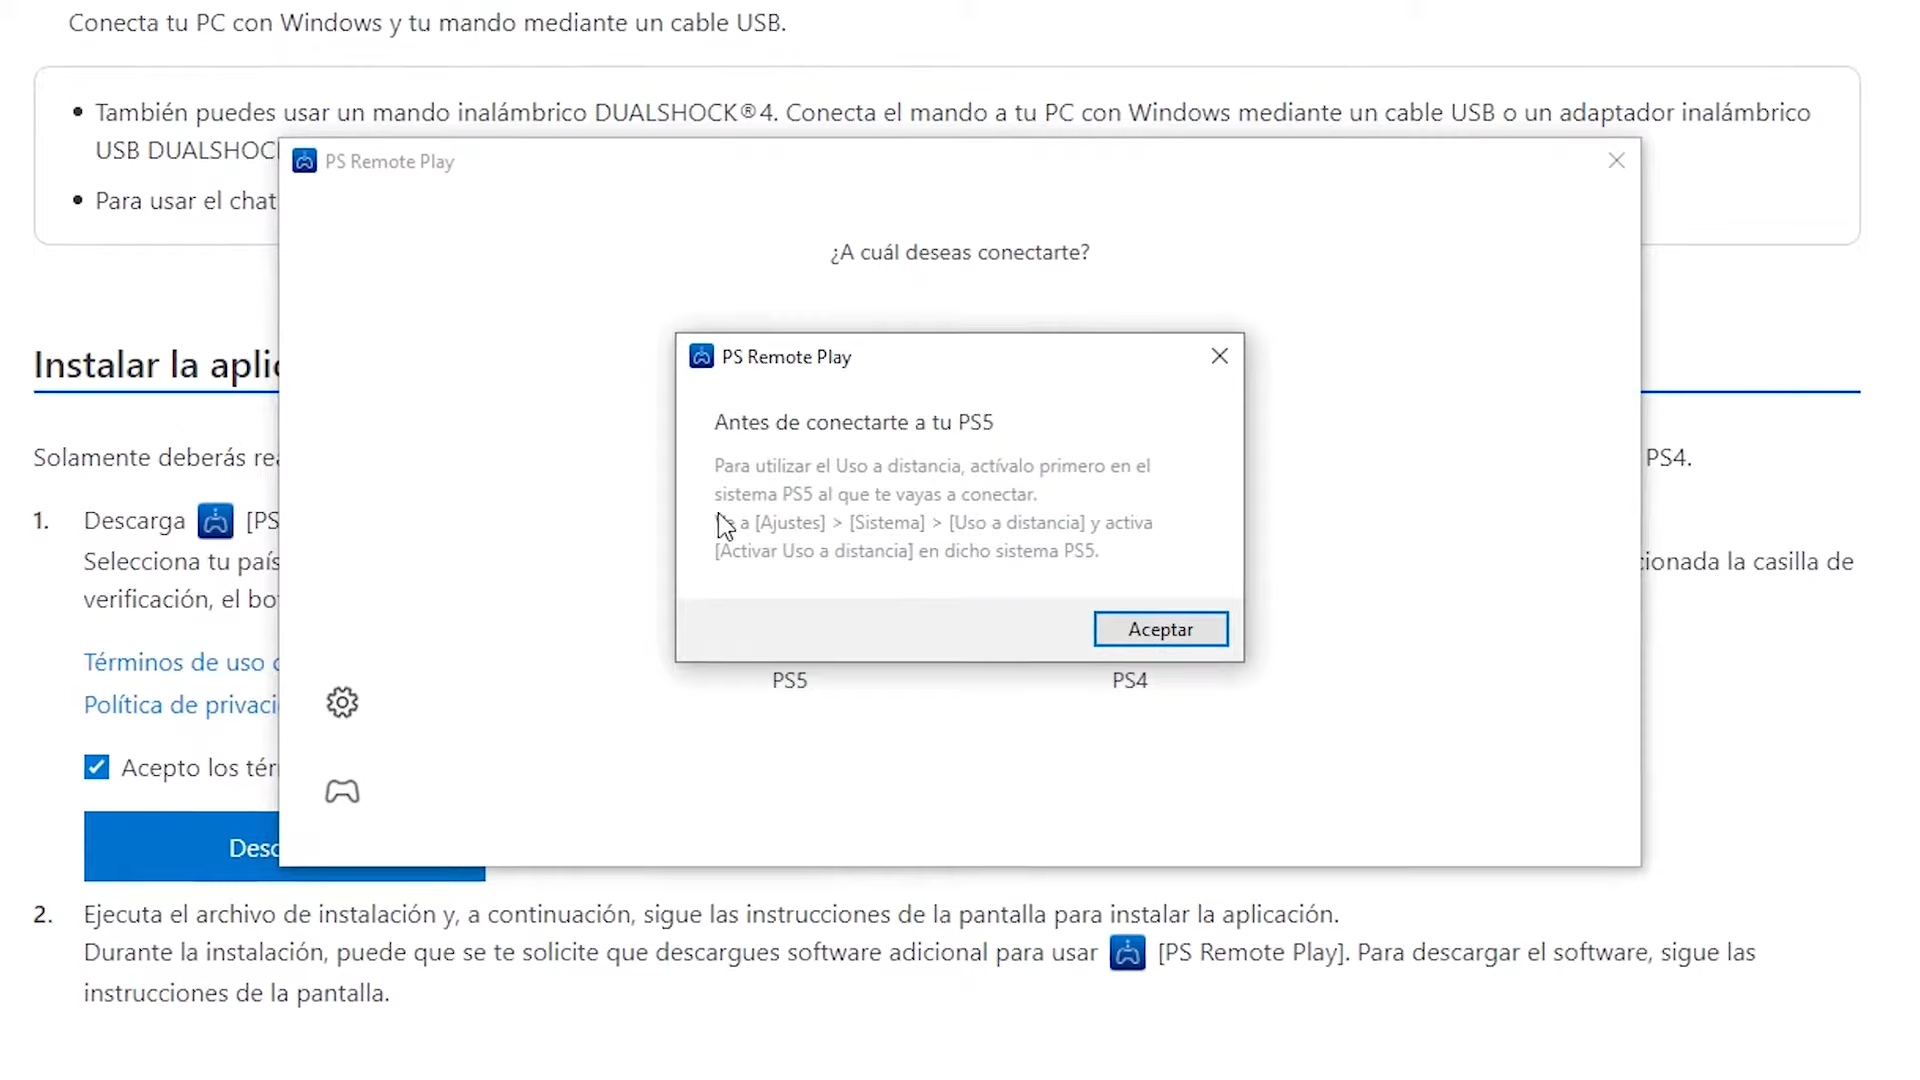 Conecta tu PC con Windows y tu mando mediante un cable USB.
• También puedes usar un mando inalámbrico DUALSHOCK®4. Conecta el mando a tu PC con Windows mediante un cable USB o un adaptador inalámbrico
USB DUALSHOC
• Para usar el chat
PS Remote Play
¿A cuál deseas conectarte?
PS Remote Play
Antes de conectarte a tu PS5
Para utilizar el Uso a distancia, actívalo primero en el
sistema PS5 al que te vayas a conectar.
a [Ajustes] > [Sistema] > [Uso a distancia] y activa
[Activar Uso a distancia] en dicho sistema PS5.
Aceptar
PS5
PS4
Instalar la aplic
Solamente deberás rea
PS4.
1. Descarga [PS
Selecciona tu país
cionada la casilla de
verificación, el bot
Términos de uso d
Política de privaci
Acepto los tér
Desc
2. Ejecuta el archivo de instalación y, a continuación, sigue las instrucciones de la pantalla para instalar la aplicación.
Durante la instalación, puede que se te solicite que descargues software adicional para usar [PS Remote Play]. Para descargar el software, sigue las
instrucciones de la pantalla.